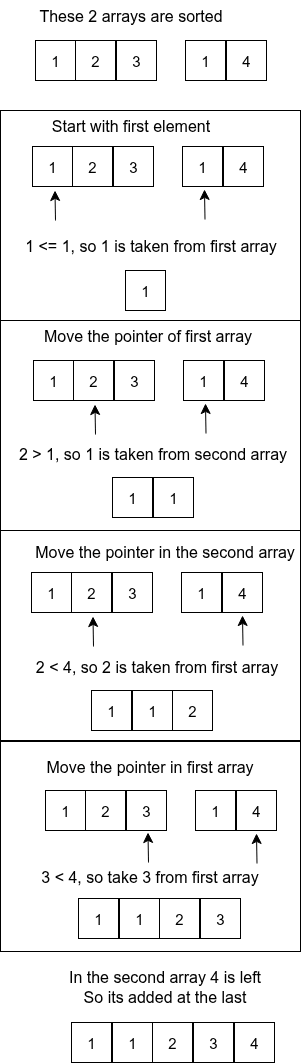 These 2 arrays are sorted
1 2 3 1 4
Start with first element
1 2 3 1 4
1 <= 1, so 1 is taken from first array
1
Move the pointer of first array
1 2 3 1 4
2 > 1, so 1 is taken from second array
1 1
Move the pointer in the second array
1 2 3 1 4
2 < 4, so 2 is taken from first array
1 1 2
Move the pointer in first array
1 2 3 1 4
3 < 4, so take 3 from first array
1 1 2 3
In the second array 4 is left
So its added at the last
1 1 2 3 4